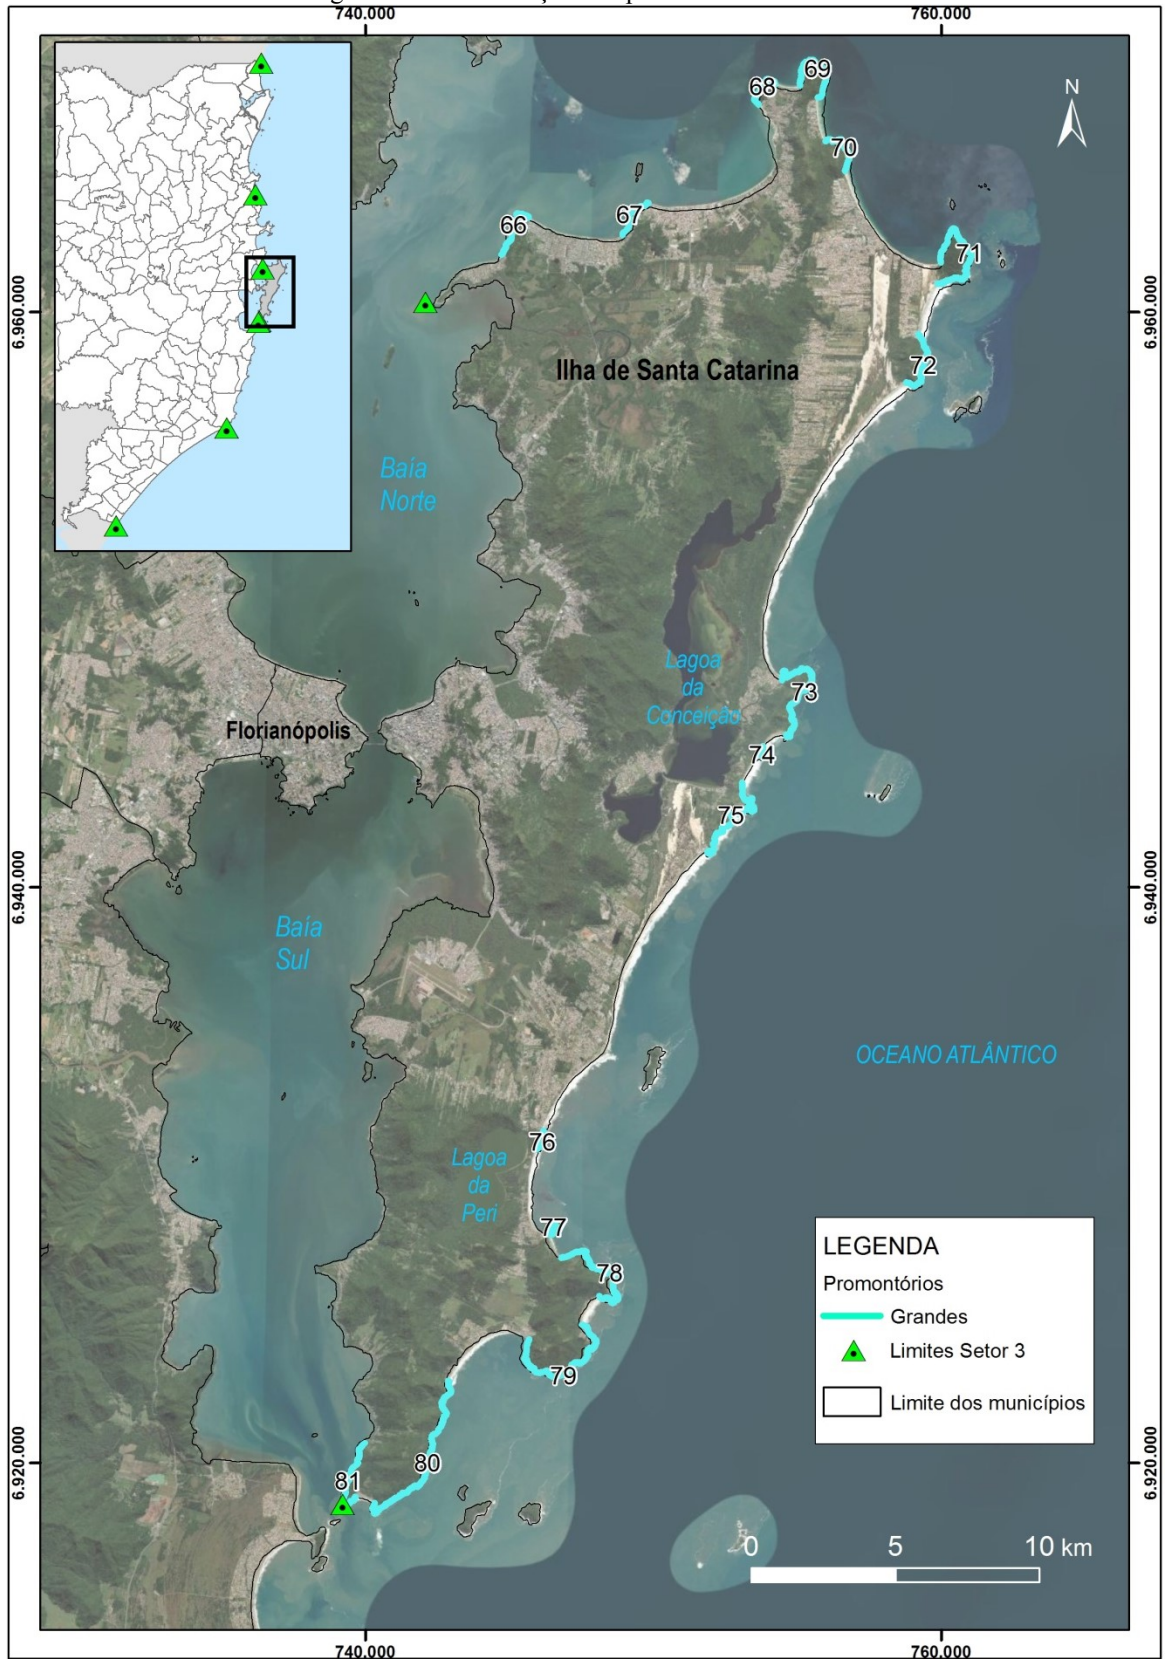 740.000
760.000
69
68
N
70
67
66
71
6.960.000
6.960.000
72
Ilha de Santa Catarina
Baía
Norte
Lagoa
da
Conceição
73
Florianópolis
74
75
6.940.000
6.940.000
Baía
Sul
OCEANO ATLÂNTICO
76
Lagoa
da
Peri
77
78
79
80
81
6.920.000
6.920.000
LEGENDA
Promontórios
Grandes
Limites Setor 3
Limite dos municípios
0 5 10 km
740.000
760.000